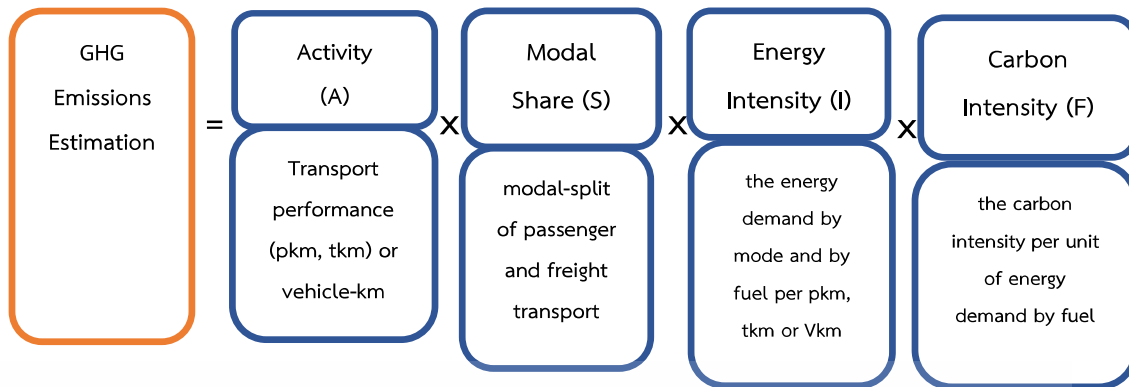 GHG
Emissions
Estimation
=
Activity
(A)
Transport
performance
(pkm, tkm) or
vehicle-km
x
Modal
Share (S)
modal-split
of passenger
and freight
transport
x
Energy
Intensity (I)
the energy
demand by
mode and by
fuel per pkm,
tkm or Vkm
x
Carbon
Intensity (F)
the carbon
intensity per unit
of energy
demand by fuel